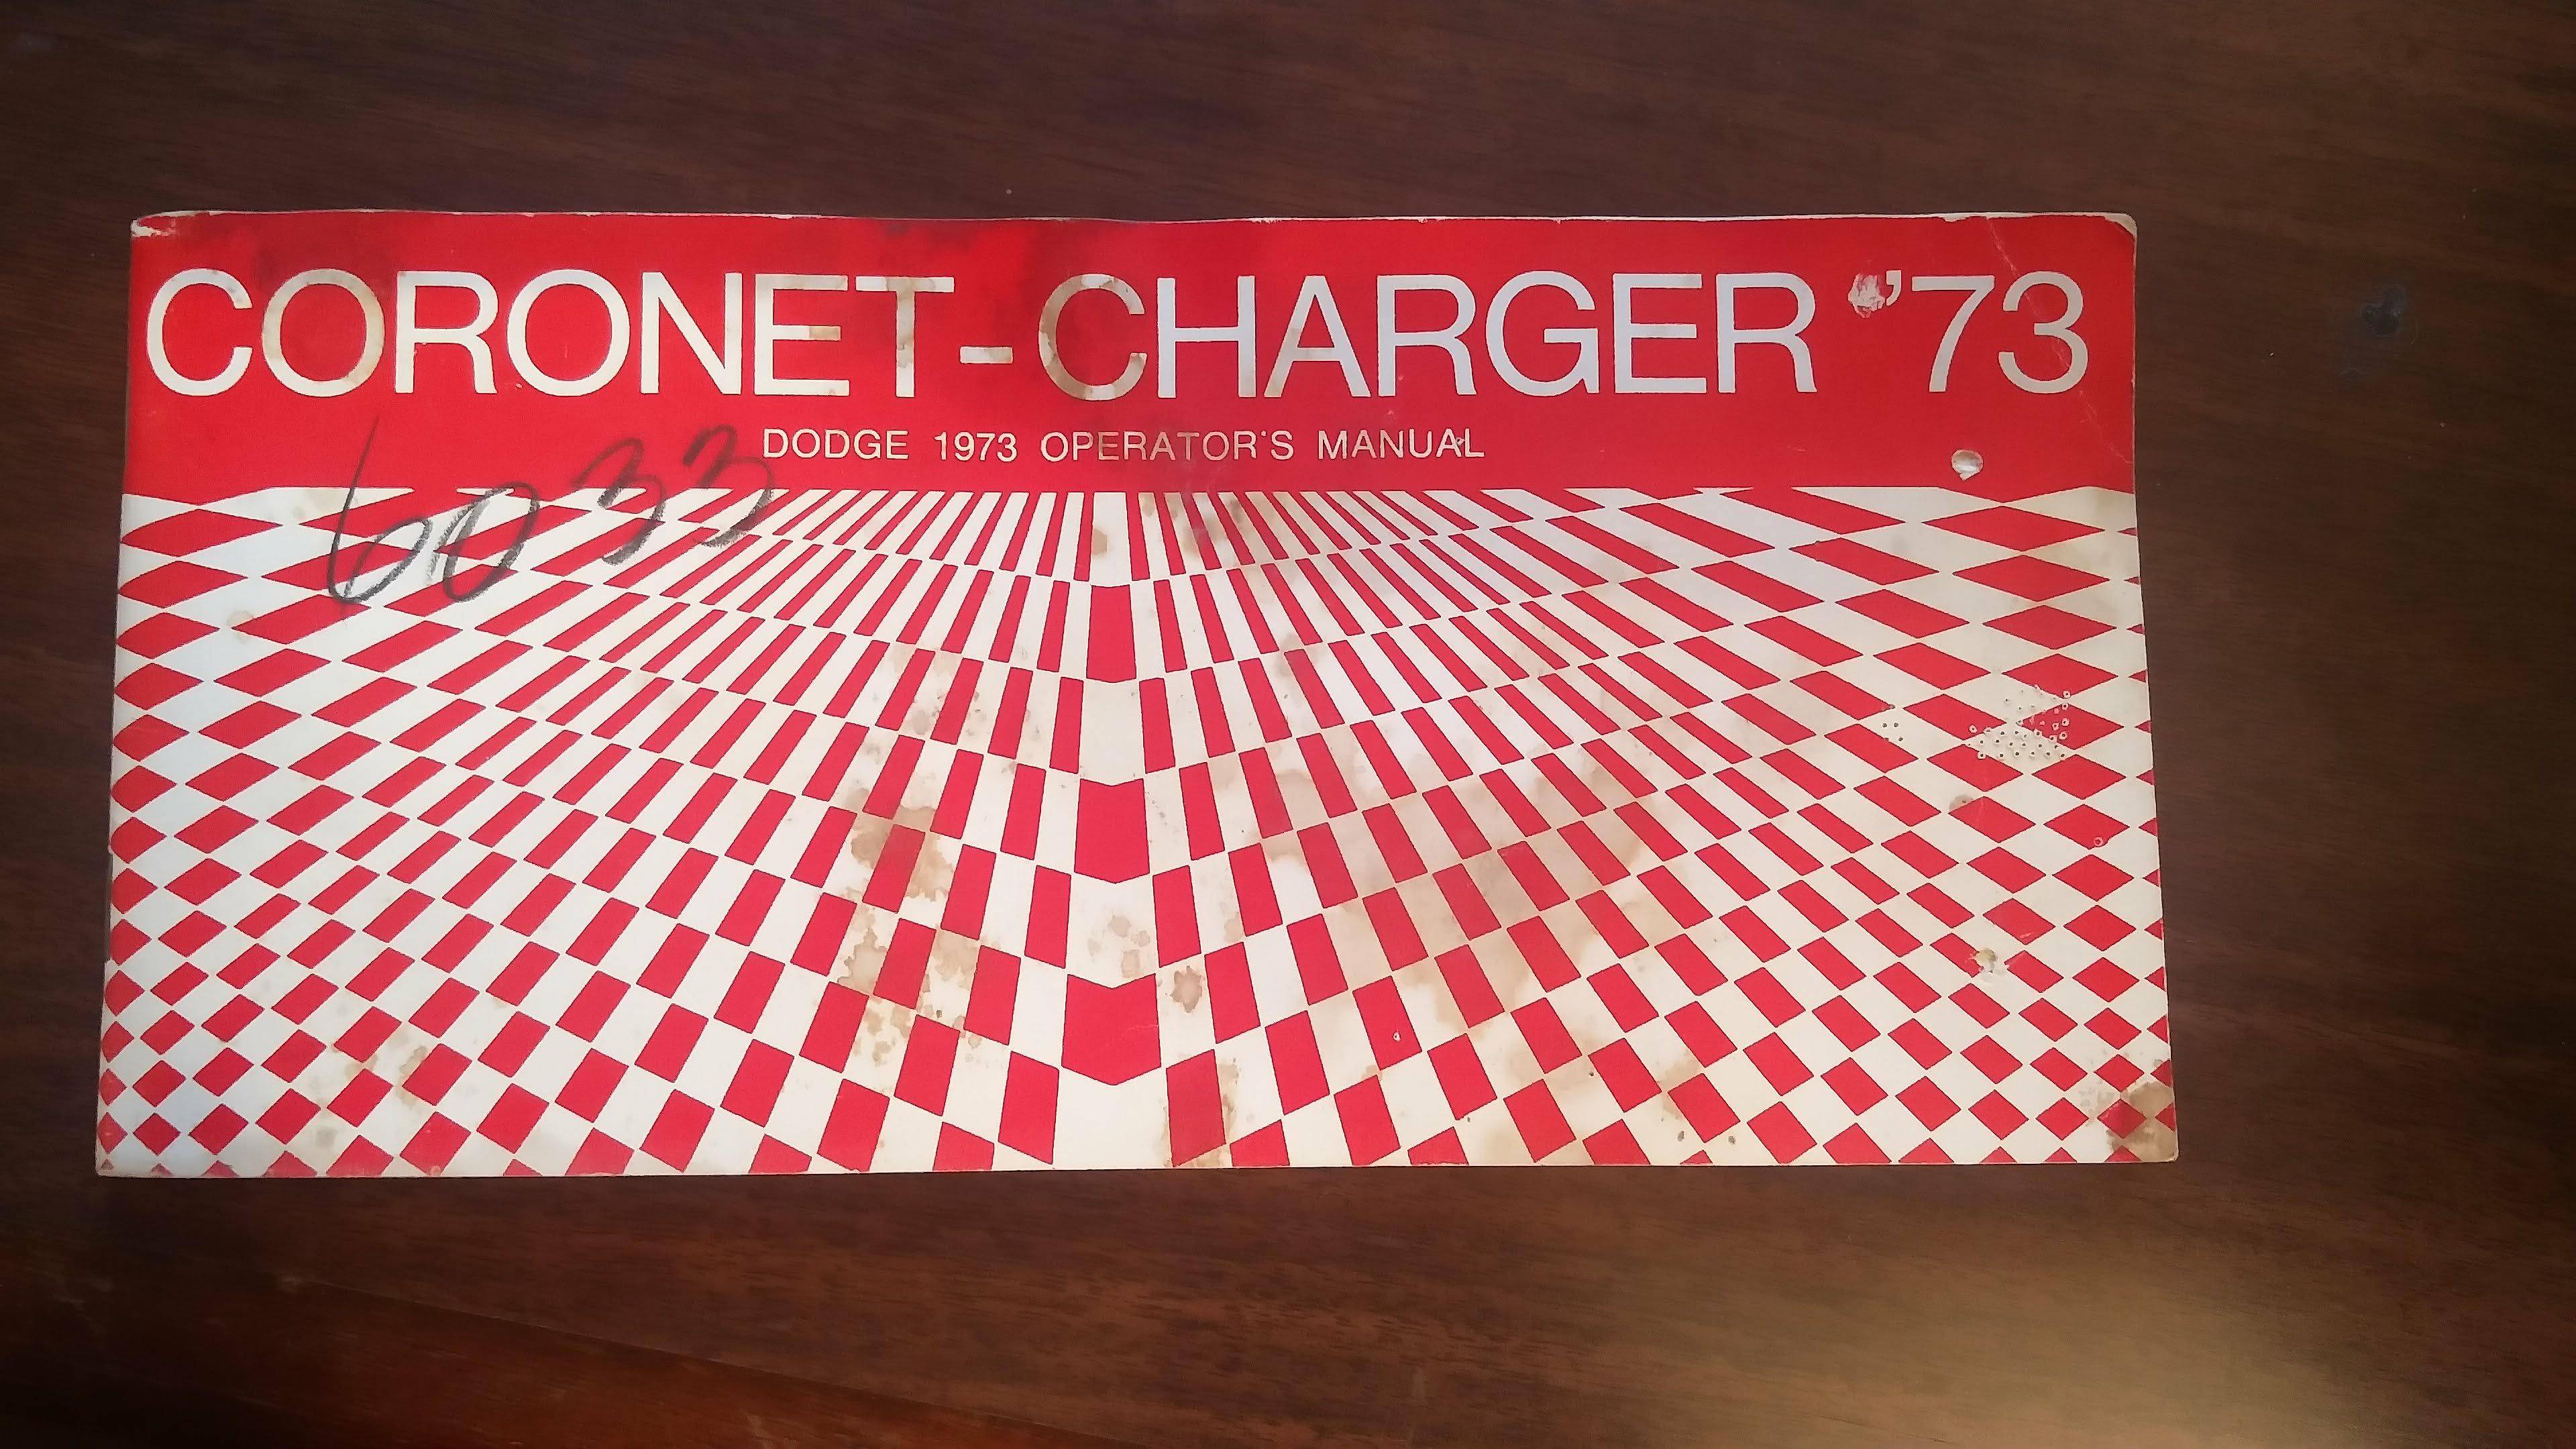 CORONET-CHARGER '73
DODGE 1973 OPERATOR'S MANUAL
6033